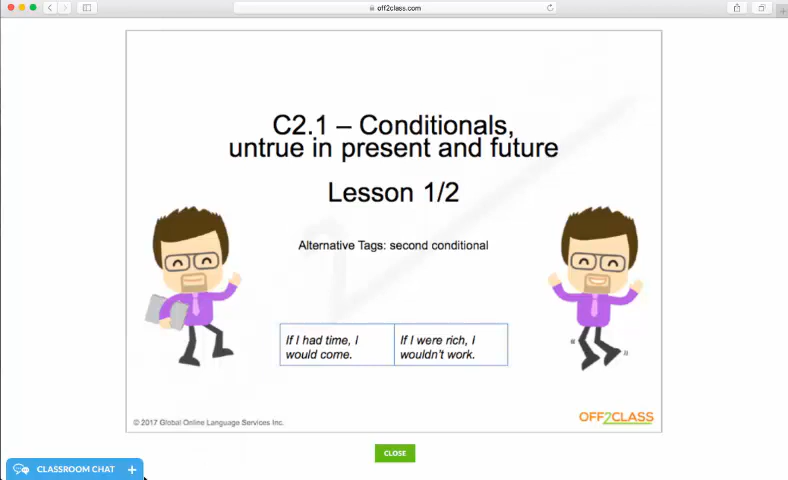 off2class.com
C2.1 – Conditionals,
untrue in present and future
Lesson 1/2
Alternative Tags: second conditional
If I had time, I
would come.
If I were rich, I
wouldn't work.
© 2017 Global Online Language Services Inc.
OFF2CLASS
CLOSE
CLASSROOM CHAT +